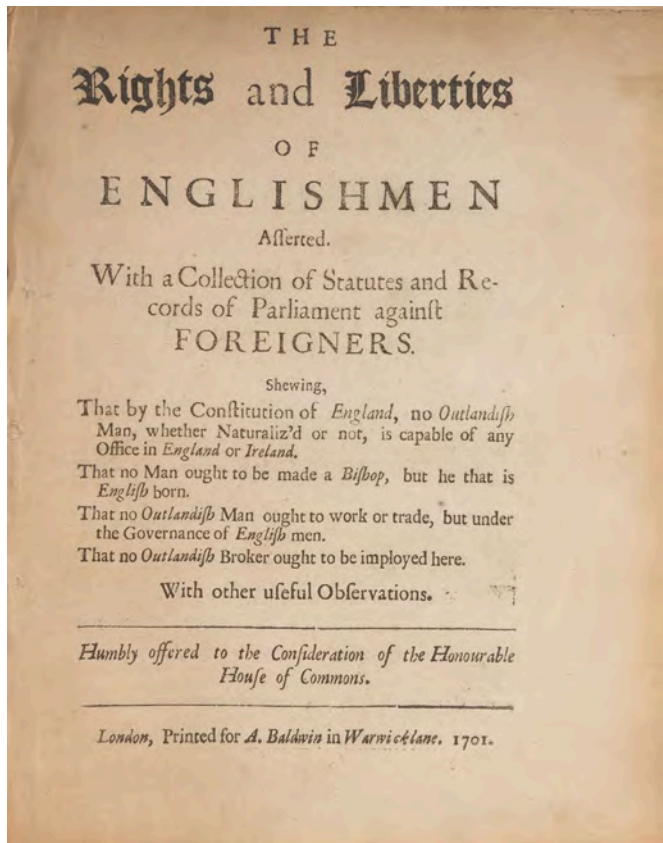 THE
Rights and Liberties
OF
ENGLISHMEN
Aſſerted.
With a Collection of Statutes and Re-
cords of Parliament againſt
FOREIGNERS.
Shewing,
That by the Conſtitution of England, no Outlandiſh
Man, whether Naturaliz'd or not, is capable of any
Office in England or Ireland.
That no Man ought to be made a Biſhop, but he that is
Engliſh born.
That no Outlandiſh Man ought to work or trade, but under
the Governance of Engliſh men.
That no Outlandiſh Broker ought to be imployed here.
With other uſeful Obſervations.
Humbly offered to the Conſideration of the Honourable
Houſe of Commons.
London, Printed for A. Baldwin in Warwicklane. 1701.